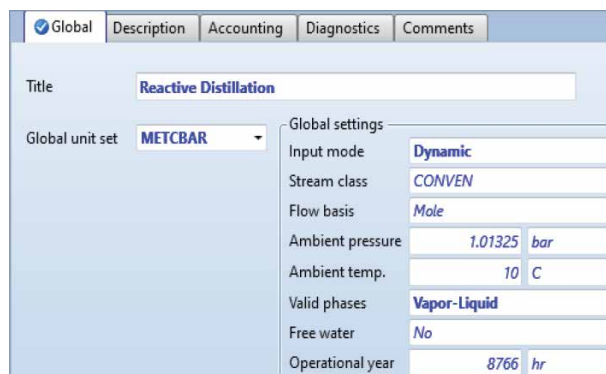 Global Description Accounting Diagnostics Comments
Title Reactive Distillation
Global unit set METCBAR
Global settings
Input mode Dynamic
Stream class CONVEN
Flow basis Mole
Ambient pressure 1.01325 bar
Ambient temp. 10 C
Valid phases Vapor-Liquid
Free water No
Operational year 8766 hr